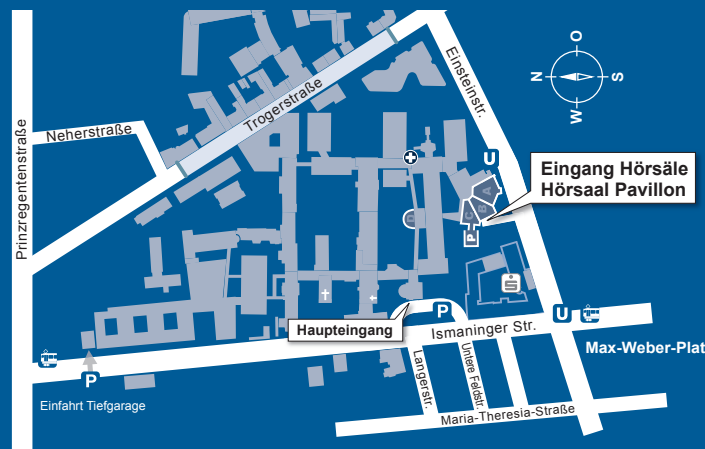 O
N
S
W
Einsteinstr.
Trogerstraße
Neherstraße
Prinzregentenstraße
U
Eingang Hörsäle
Hörsaal Pavillon
A
B
C
D
P
S
Haupteingang
P
Ismaninger Str.
U
Max-Weber-Plat
P
Einfahrt Tiefgarage
Langerstr.
Untere Feldstr.
Maria-Theresia-Straße